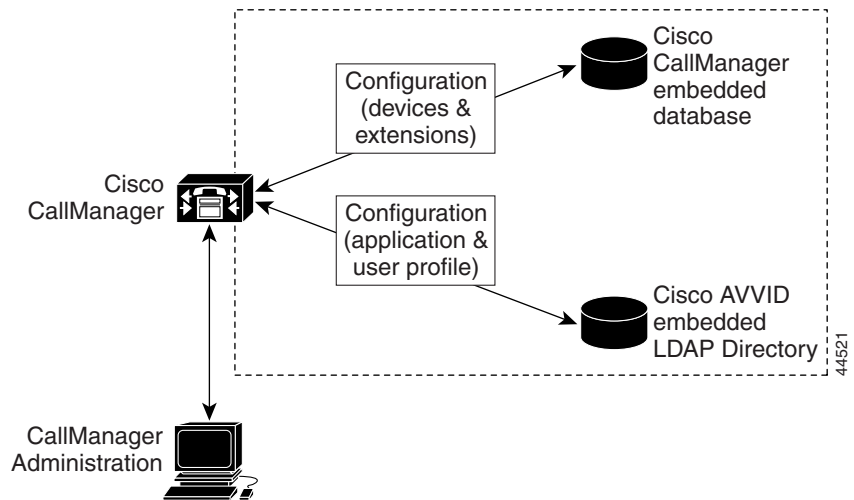 Cisco
CallManager
embedded
database
Configuration
(devices &
extensions)
Cisco
CallManager
Configuration
(application &
user profile)
Cisco AVVID
embedded
LDAP Directory
44521
CallManager
Administration